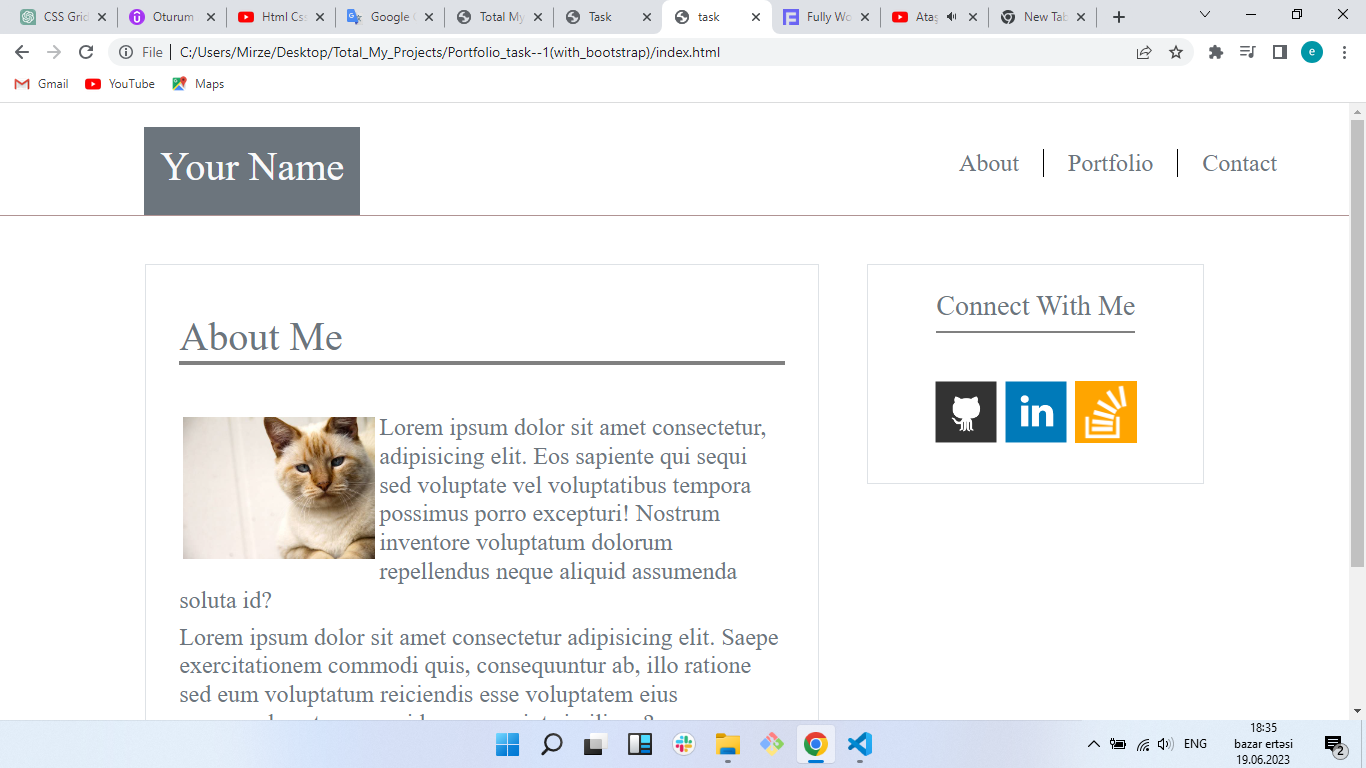 CSS Grid
Oturum
Html Css
Google
Total My
Task
task
Fully Wo
Ataş
New Tab
File
C:/Users/Mirze/Desktop/Total_My_Projects/Portfolio_task--1(with_bootstrap)/index.html
e
Gmail
YouTube
Maps
Your Name
About
Portfolio
Contact
About Me
Connect With Me
in
Lorem ipsum dolor sit amet consectetur,
adipisicing elit. Eos sapiente qui sequi
sed voluptate vel voluptatibus tempora
possimus porro excepturi! Nostrum
inventore voluptatum dolorum
repellendus neque aliquid assumenda
soluta id?
Lorem ipsum dolor sit amet consectetur adipisicing elit. Saepe
exercitationem commodi quis, consequuntur ab, illo ratione
sed eum voluptatum reiciendis esse voluptatem eius
ENG
18:35
bazar ertəsi
19.06.2023
2